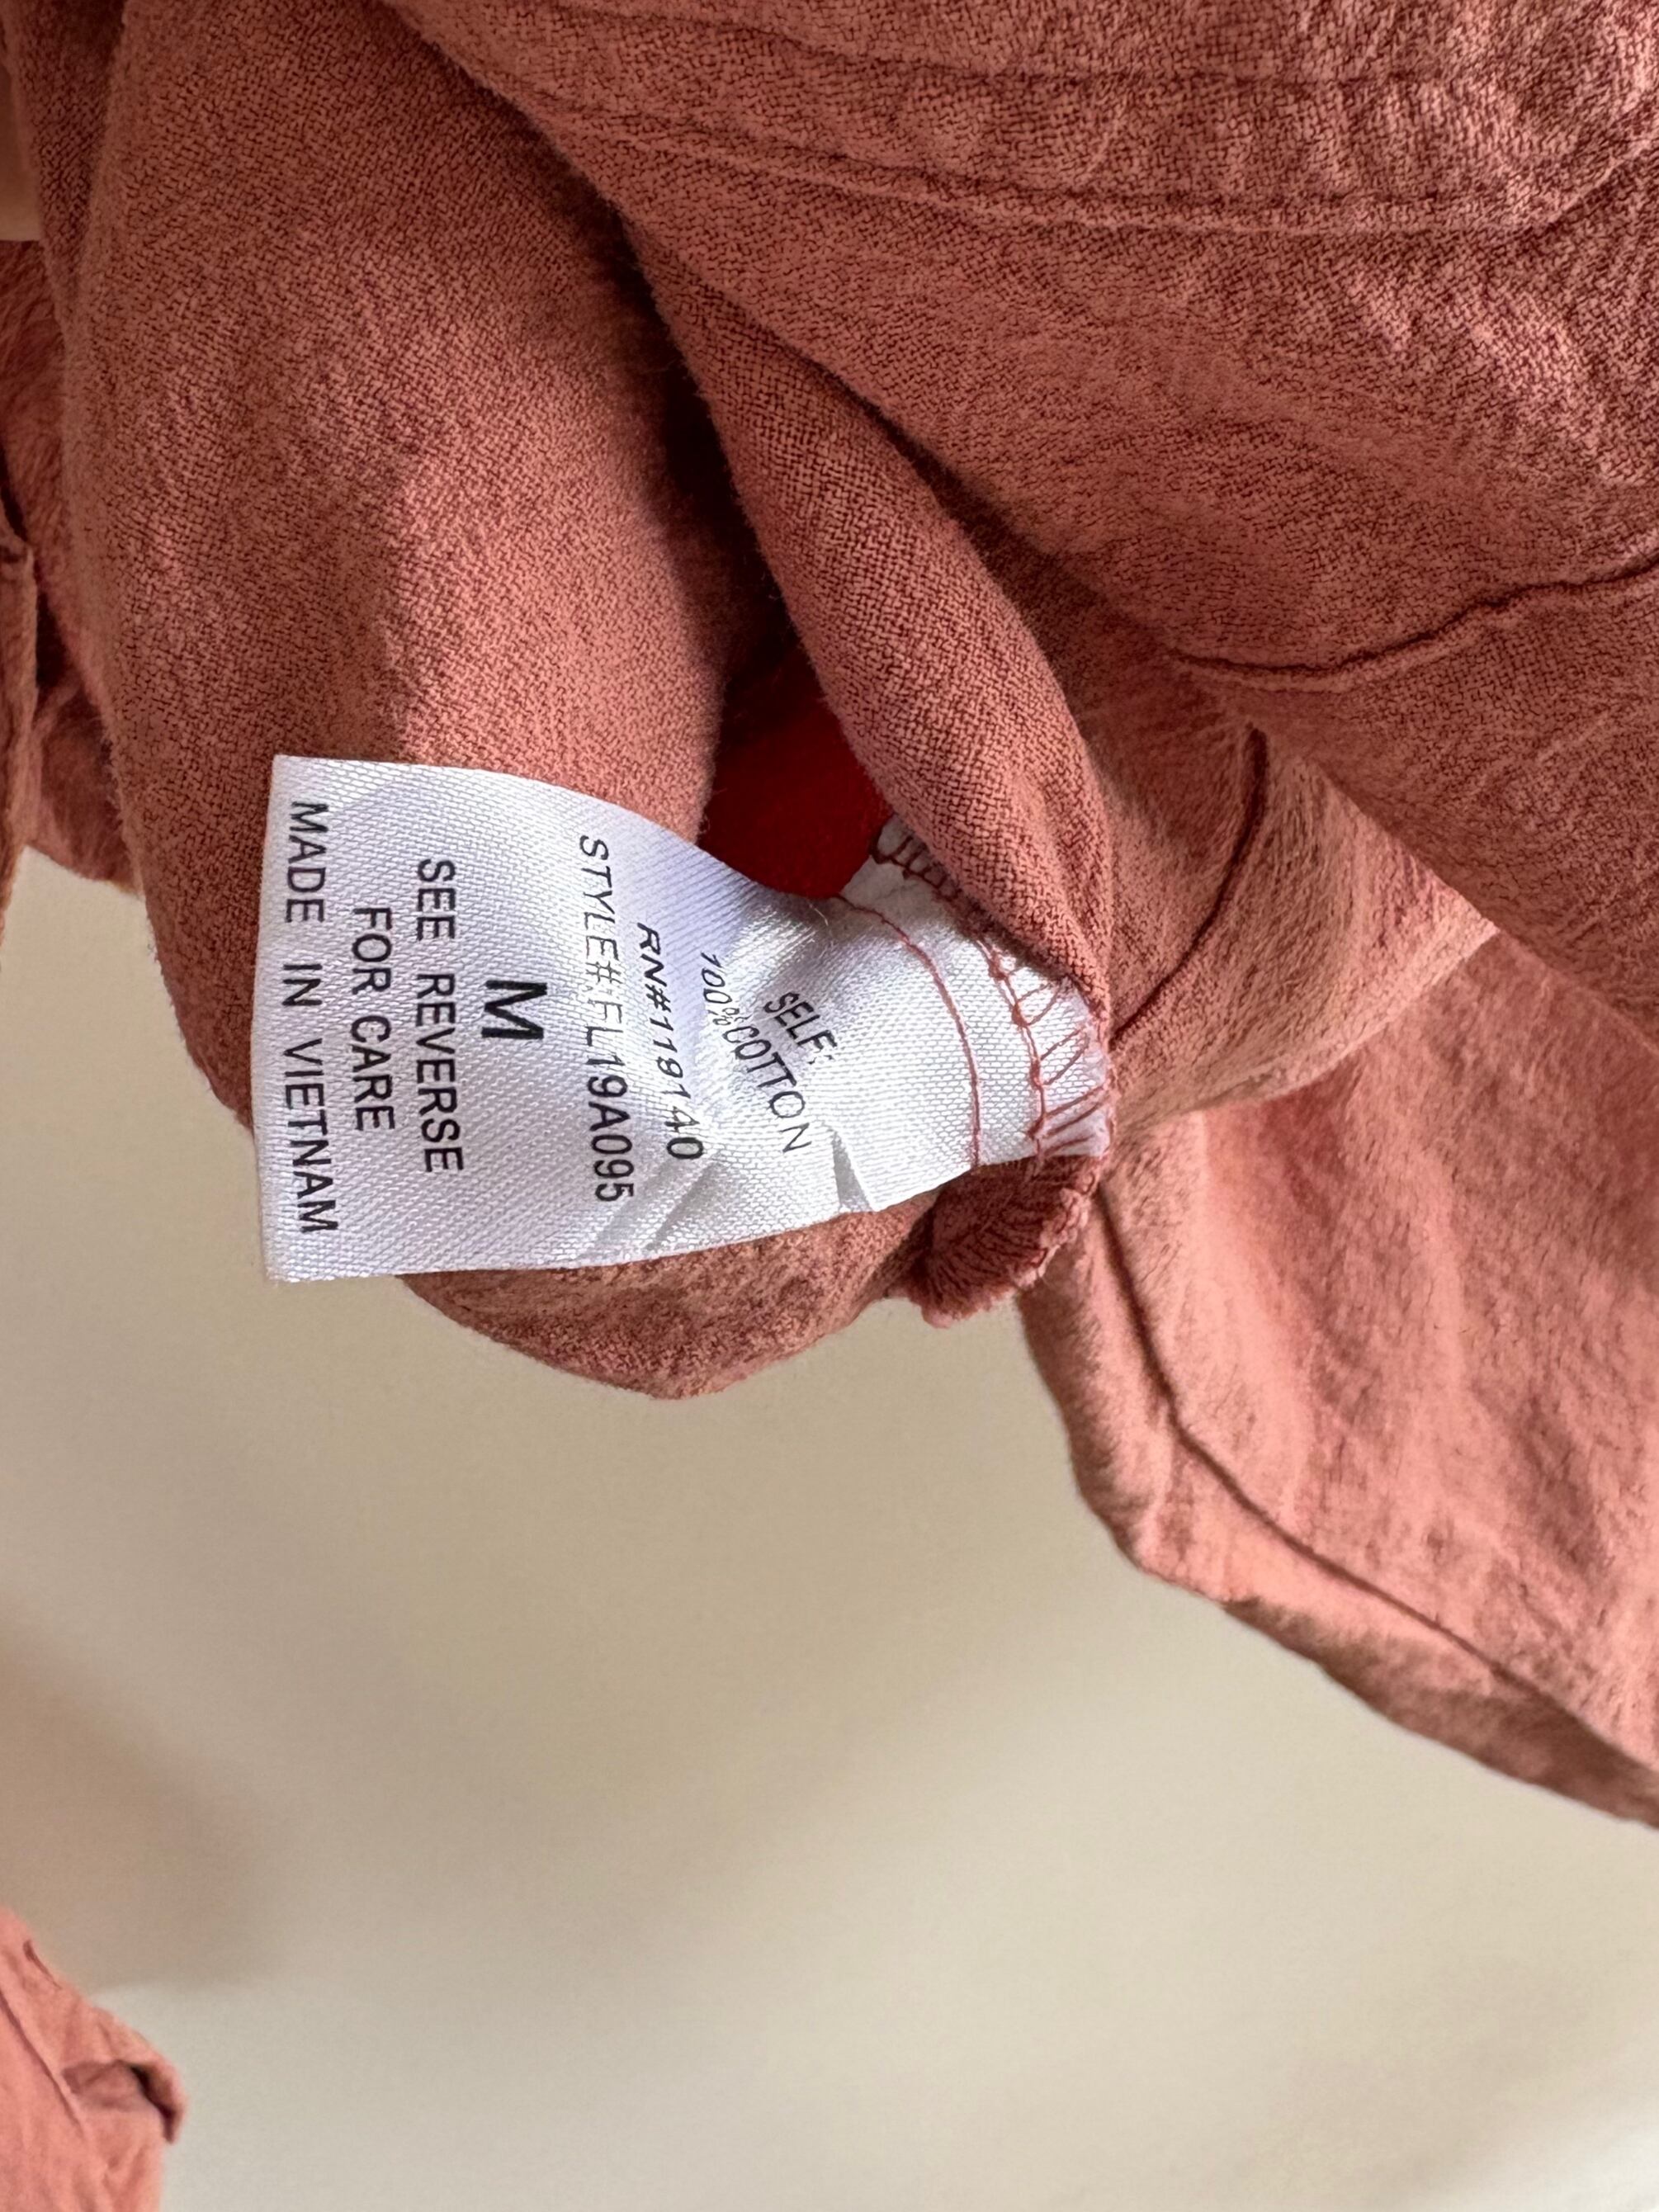 SELF:
100%COTTON
RN#119140
STYLE#:FL19A095
M
SEE REVERSE
FOR CARE
MADE IN VIETNAM